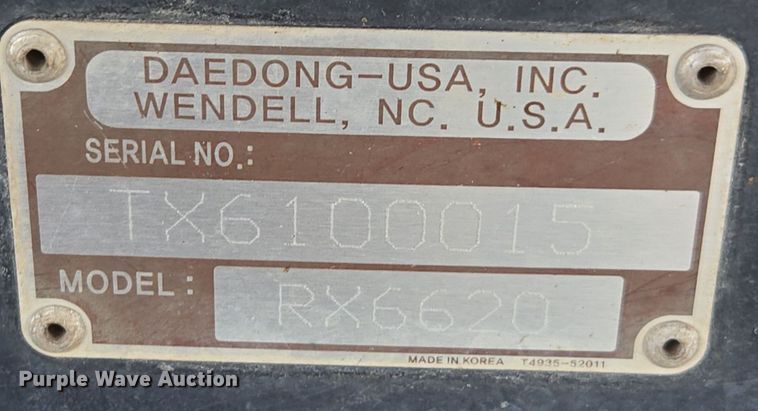 DAEDONG-USA, INC.
WENDELL, NC. U.S.A.
SERIAL NO.:
TX6100015
MODEL: RX6620
MADE IN KOREA T4935-52011
Purple Wave Auction